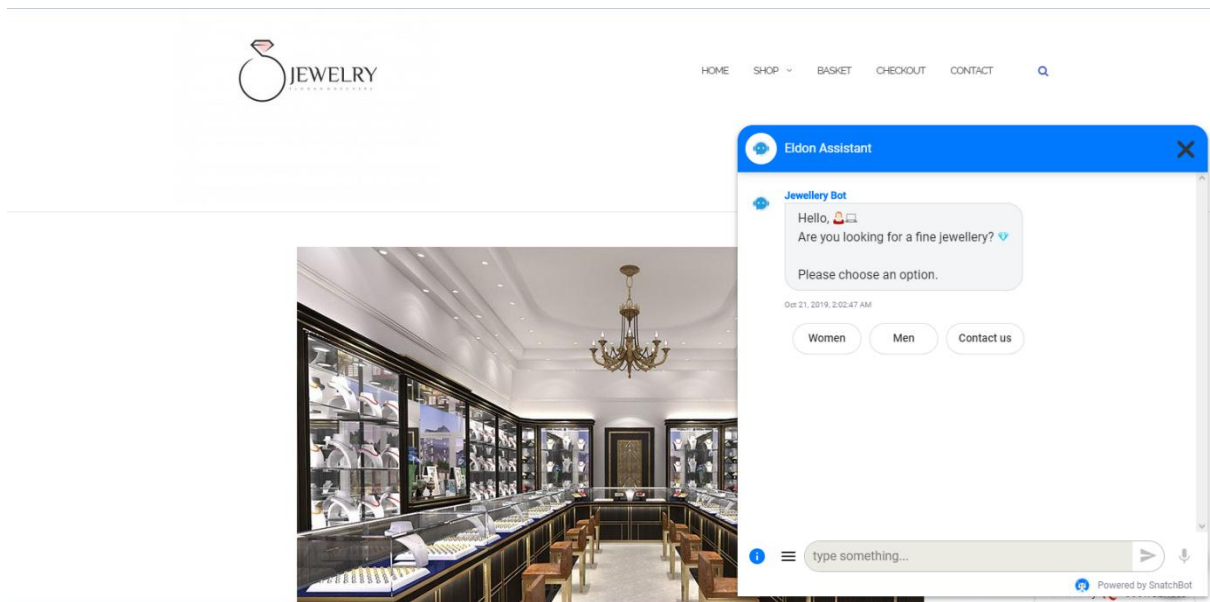 JEWELRY
HOME SHOP BASKET CHECKOUT CONTACT
Eldon Assistant
Jewellery Bot
Hello,
Are you looking for a fine jewellery?
Please choose an option.
Oct 21, 2019, 2:02:47 AM
Women Men Contact us
type something...
Powered by SnatchBot